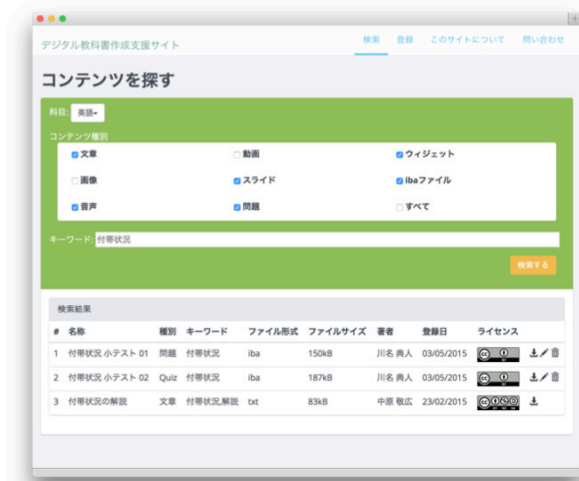 デジタル教科書作成支援サイト 検索 登録 このサイトについて 問い合わせ
コンテンツを探す
科目: 英語
コンテンツ種別
文章 動画 ウィジェット
画像 スライド ibaファイル
音声 問題 すべて
キーワード: 付帯状況
検索する
検索結果
# 名称 種別 キーワード ファイル形式 ファイルサイズ 著者 登録日 ライセンス
1 付帯状況 小テスト 01 問題 付帯状況 iba 150kB 川名 典人 03/05/2015
2 付帯状況 小テスト 02 Quiz 付帯状況 iba 187kB 川名 典人 03/05/2015
3 付帯状況の解説 文章 付帯状況,解説 txt 83kB 中原 敬広 23/02/2015